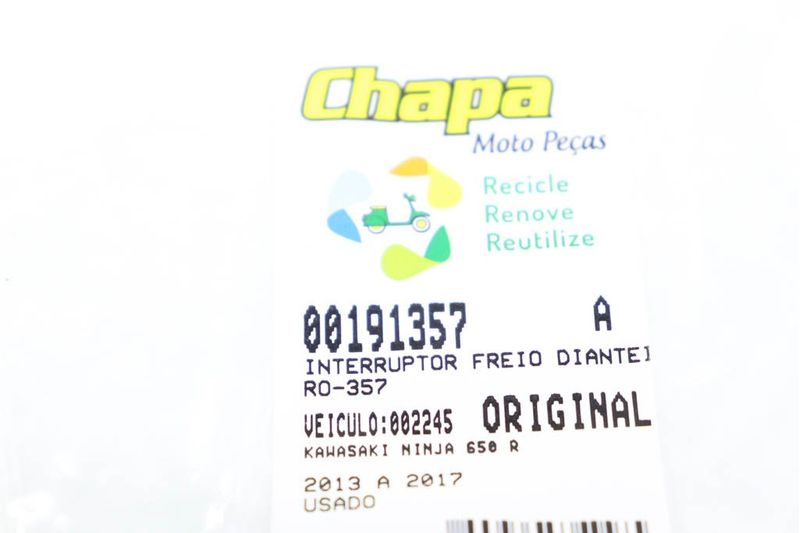 Chapa
Moto Peças
Recicle
Renove
Reutilize
00191357 A
INTERRUPTOR FREIO DIANTEI
RO-357
VEICULO:002245 ORIGINAL
KAWASAKI NINJA 650 R
2013 A 2017
USADO